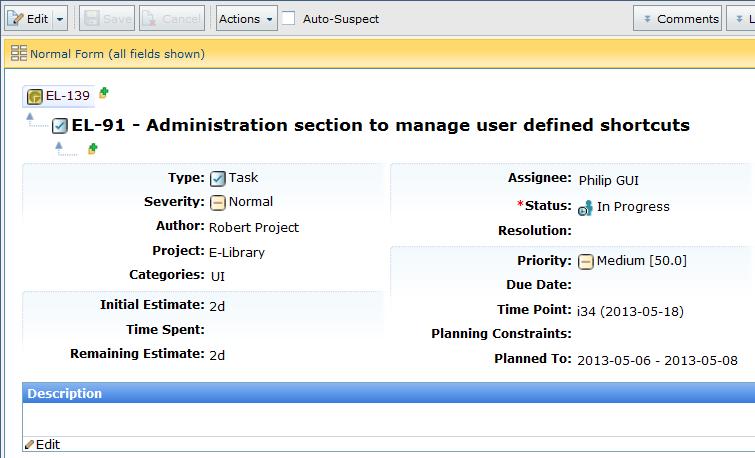 Edit Save Cancel Actions Auto-Suspect Comments L
Normal Form (all fields shown)
EL-139
EL-91 - Administration section to manage user defined shortcuts
Type: Task
Severity: Normal
Author: Robert Project
Project: E-Library
Categories: UI
Initial Estimate: 2d
Time Spent:
Remaining Estimate: 2d
Assignee: Philip GUI
*Status: In Progress
Resolution:
Priority: Medium [50.0]
Due Date:
Time Point: i34 (2013-05-18)
Planning Constraints:
Planned To: 2013-05-06 - 2013-05-08
Description
Edit